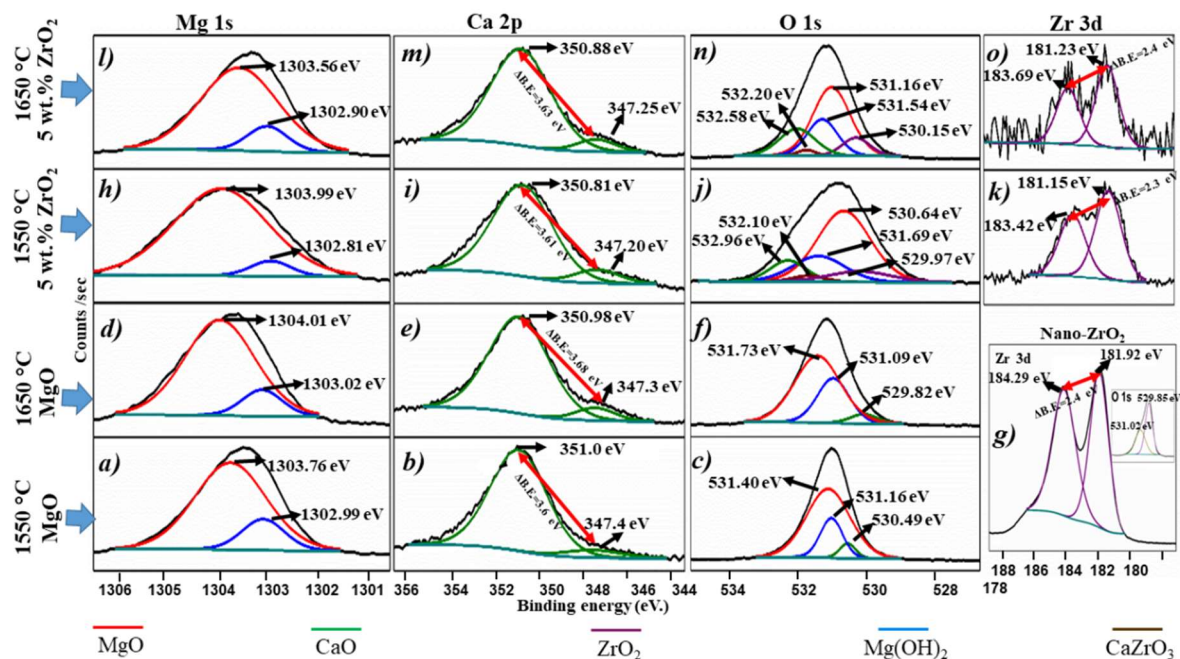 Mg 1s
Ca 2p
O 1s
Zr 3d
1650 °C
5 wt.% ZrO2
l)
1303.56 eV
1302.90 eV
m)
350.88 eV
ΔB.E.=3.63 eV
347.25 eV
n)
531.16 eV
532.20 eV
531.54 eV
532.58 eV
530.15 eV
o)
181.23 eV
183.69 eV
ΔB.E.=2.4 eV
1550 °C
5 wt.% ZrO2
h)
1303.99 eV
1302.81 eV
i)
350.81 eV
ΔB.E.=3.61 eV
347.20 eV
j)
530.64 eV
532.10 eV
531.69 eV
532.96 eV
529.97 eV
k)
181.15 eV
183.42 eV
ΔB.E.=2.3 eV
Counts /sec
1650 °C
MgO
d)
1304.01 eV
1303.02 eV
e)
350.98 eV
ΔB.E.=3.68 eV
347.3 eV
f)
531.73 eV
531.09 eV
529.82 eV
Nano-ZrO2
Zr 3d
181.92 eV
184.29 eV
ΔB.E=2.4 eV
O 1s 529.85 eV
531.02 eV
g)
1550 °C
MgO
a)
1303.76 eV
1302.99 eV
b)
351.0 eV
ΔB.E.=3.6 eV
347.4 eV
c)
531.40 eV
531.16 eV
530.49 eV
1306 1305 1304 1303 1302 1301
356 354 352 350 348 346 344
534 532 530 528
188 186 184 182 180
178
Binding energy (eV.)
MgO
CaO
ZrO2
Mg(OH)2
CaZrO3